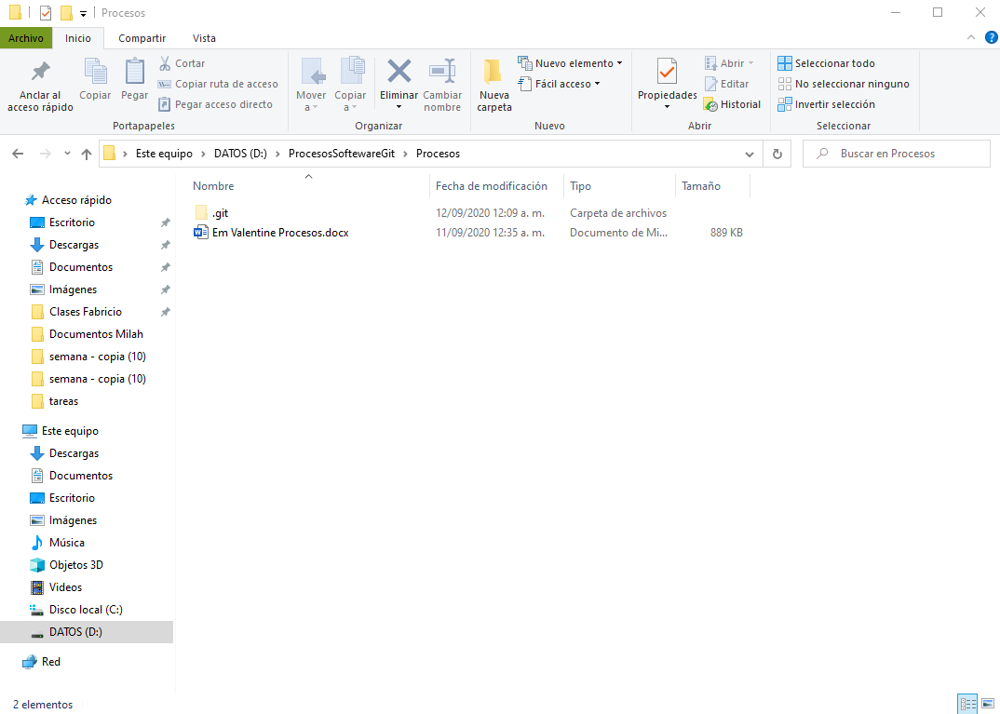 Procesos
Archivo Inicio Compartir Vista
Anclar al acceso rápido
Copiar
Pegar
Cortar
Copiar ruta de acceso
Pegar acceso directo
Portapapeles
Mover a
Copiar a
Eliminar
Cambiar nombre
Organizar
Nueva carpeta
Nuevo elemento
Fácil acceso
Nuevo
Propiedades
Abrir
Editar
Historial
Abrir
Seleccionar todo
No seleccionar ninguno
Invertir selección
Seleccionar
Este equipo > DATOS (D:) > ProcesosSoftewareGit > Procesos
Buscar en Procesos
Nombre Fecha de modificación Tipo Tamaño
.git 12/09/2020 12:09 a. m. Carpeta de archivos
Em Valentine Procesos.docx 11/09/2020 12:35 a. m. Documento de Mi... 889 KB
Acceso rápido
Escritorio
Descargas
Documentos
Imágenes
Clases Fabricio
Documentos Milah
semana - copia (10)
semana - copia (10)
tareas
Este equipo
Descargas
Documentos
Escritorio
Imágenes
Música
Objetos 3D
Videos
Disco local (C:)
DATOS (D:)
Red
2 elementos